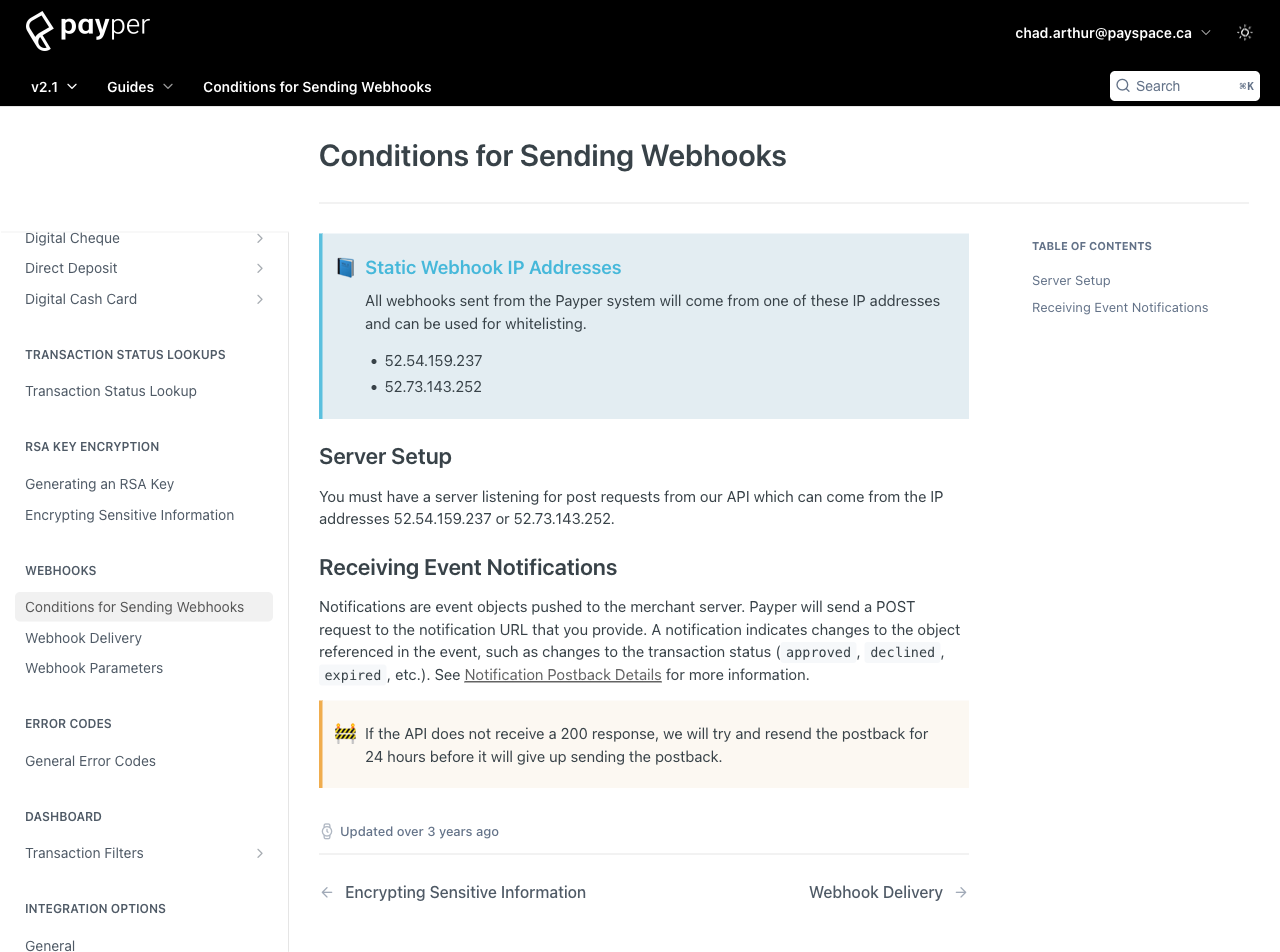 payper
chad.arthur@payspace.ca
v2.1
Guides
Conditions for Sending Webhooks
Search
⌘K
Conditions for Sending Webhooks
Digital Cheque
Direct Deposit
Digital Cash Card
TRANSACTION STATUS LOOKUPS
Transaction Status Lookup
RSA KEY ENCRYPTION
Generating an RSA Key
Encrypting Sensitive Information
WEBHOOKS
Conditions for Sending Webhooks
Webhook Delivery
Webhook Parameters
ERROR CODES
General Error Codes
DASHBOARD
Transaction Filters
INTEGRATION OPTIONS
General
Static Webhook IP Addresses
All webhooks sent from the Payper system will come from one of these IP addresses
and can be used for whitelisting.
• 52.54.159.237
• 52.73.143.252
Server Setup
You must have a server listening for post requests from our API which can come from the IP
addresses 52.54.159.237 or 52.73.143.252.
Receiving Event Notifications
Notifications are event objects pushed to the merchant server. Payper will send a POST
request to the notification URL that you provide. A notification indicates changes to the object
referenced in the event, such as changes to the transaction status ( approved , declined ,
expired , etc.). See Notification Postback Details for more information.
If the API does not receive a 200 response, we will try and resend the postback for
24 hours before it will give up sending the postback.
Updated over 3 years ago
← Encrypting Sensitive Information
Webhook Delivery →
TABLE OF CONTENTS
Server Setup
Receiving Event Notifications